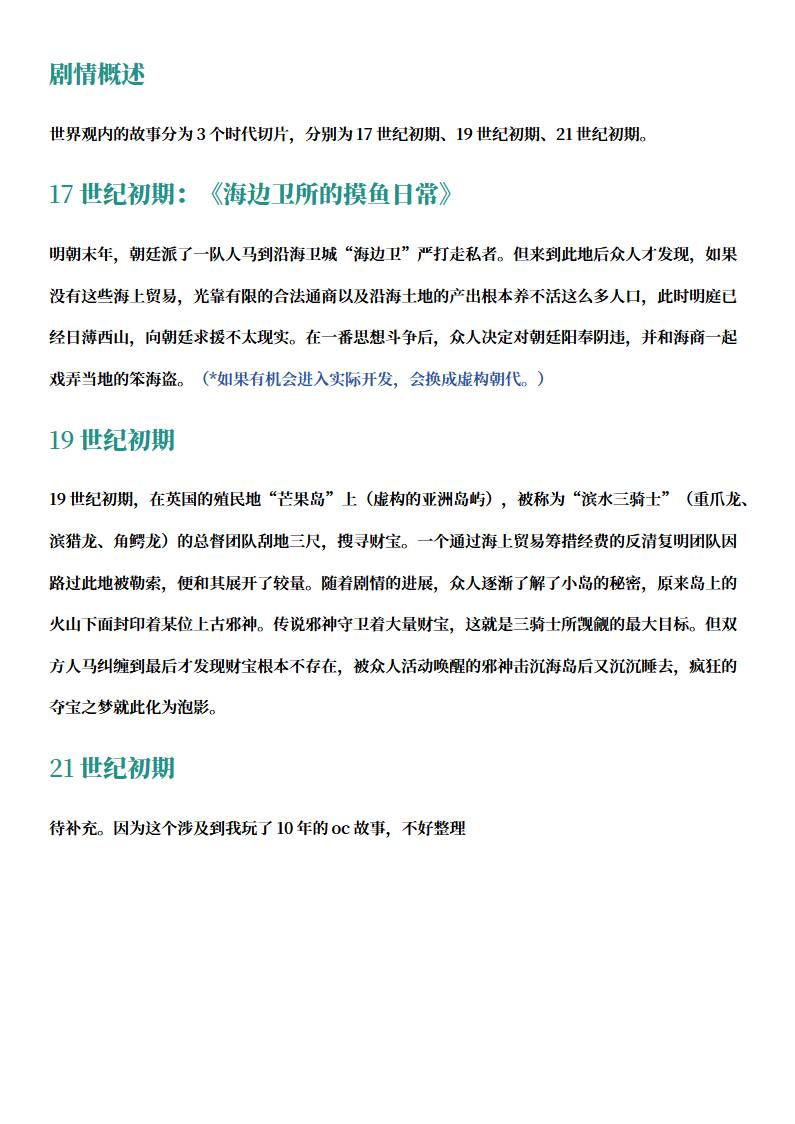 剧情概述
世界观内的故事分为 3 个时代切片，分别为 17 世纪初期、19 世纪初期、21 世纪初期。
17 世纪初期：《海边卫所的摸鱼日常》
明朝末年，朝廷派了一队人马到沿海卫城“海边卫”严打走私者。但来到此地后众人才发现，如果
没有这些海上贸易，光靠有限的合法通商以及沿海土地的产出根本养不活这么多人口，此时明庭已
经日薄西山，向朝廷求援不太现实。在一番思想斗争后，众人决定对朝廷阳奉阴违，并和海商一起
戏弄当地的笨海盗。（*如果有机会进入实际开发，会换成虚构朝代。）
19 世纪初期
19 世纪初期，在英国的殖民地“芒果岛”上（虚构的亚洲岛屿），被称为“滨水三骑士”（重爪龙、
滨猎龙、角鳄龙）的总督团队刮地三尺，搜寻财宝。一个通过海上贸易筹措经费的反清复明团队因
路过此地被勒索，便和其展开了较量。随着剧情的进展，众人逐渐了解了小岛的秘密，原来岛上的
火山下面封印着某位上古邪神。传说邪神守卫着大量财宝，这就是三骑士所觊觎的最大目标。但双
方人马纠缠到最后才发现财宝根本不存在，被众人活动唤醒的邪神击沉海岛后又沉沉睡去，疯狂的
夺宝之梦就此化为泡影。
21 世纪初期
待补充。因为这个涉及到我玩了 10 年的 oc 故事，不好整理